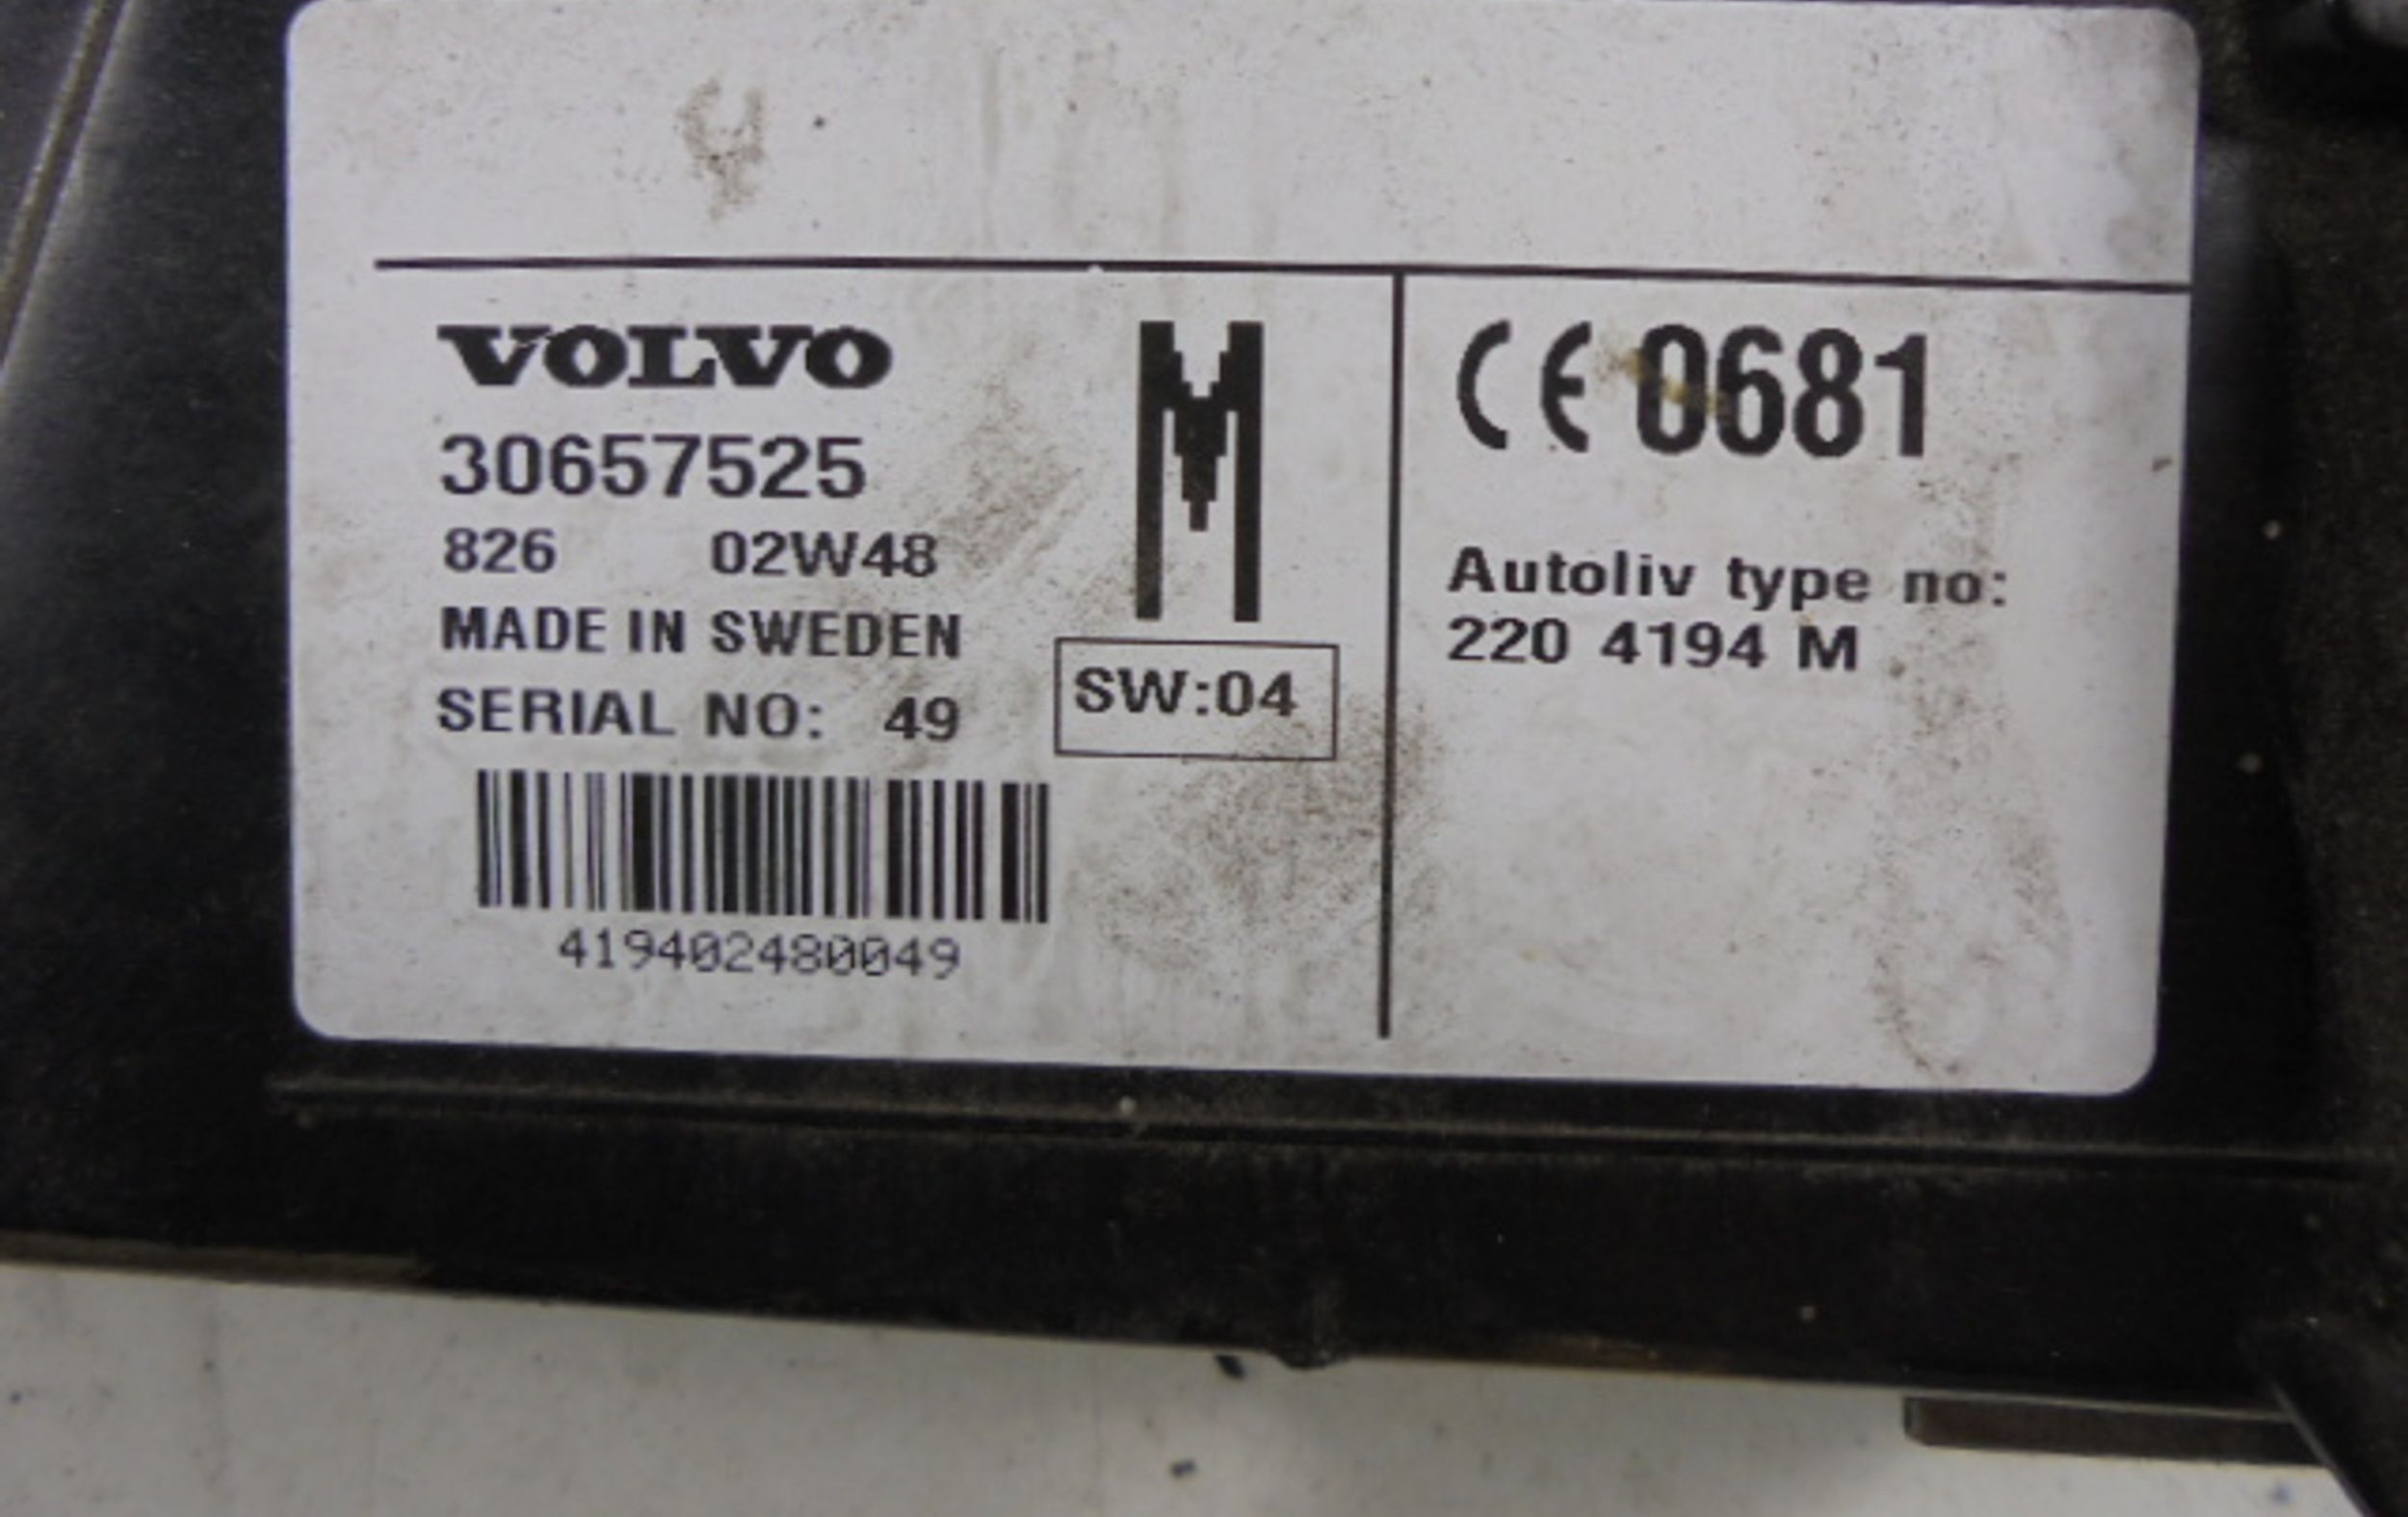 VOLVO
30657525
826 02W48
MADE IN SWEDEN
SERIAL NO: 49
419402480049
M
SW:04
CE 0681
Autoliv type no:
220 4194 M